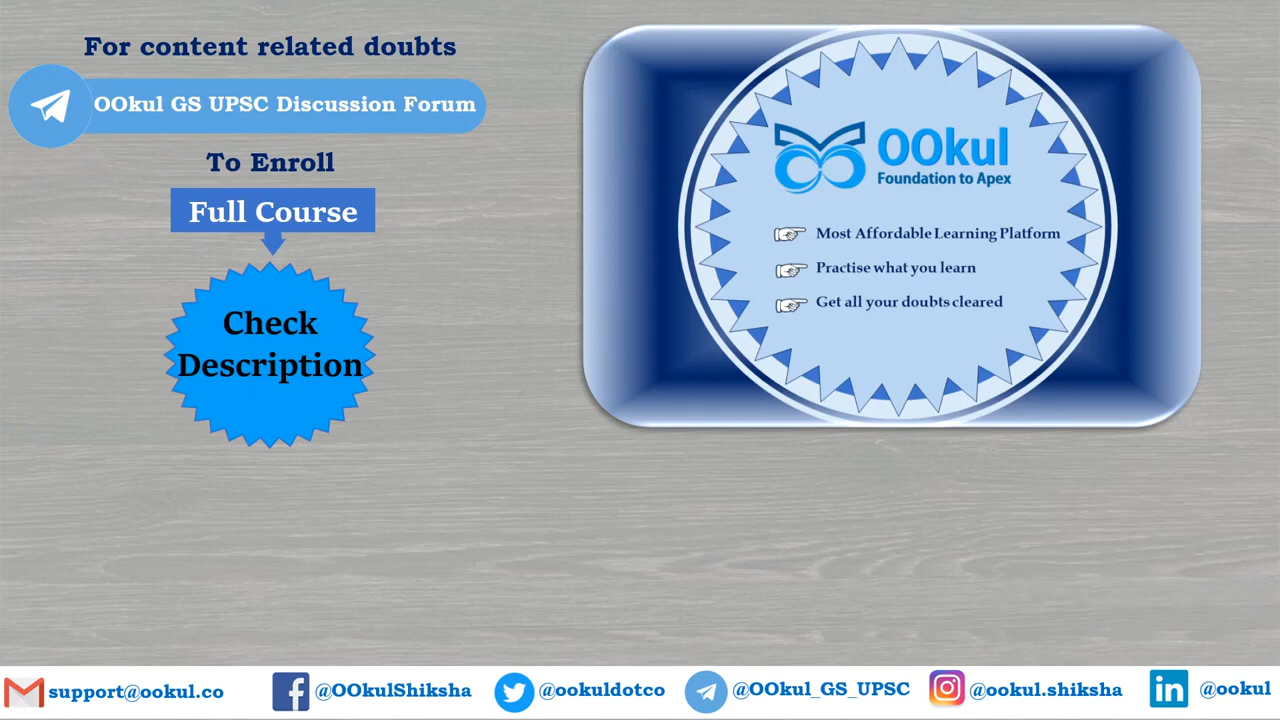 For content related doubts
OOkul GS UPSC Discussion Forum
To Enroll
Full Course
Check
Description
OOkul
Foundation to Apex
Most Affordable Learning Platform
Practise what you learn
Get all your doubts cleared
support@ookul.co
@OOkulShiksha
@ookuldotco
@OOkul_GS_UPSC
@ookul.shiksha
@ookul